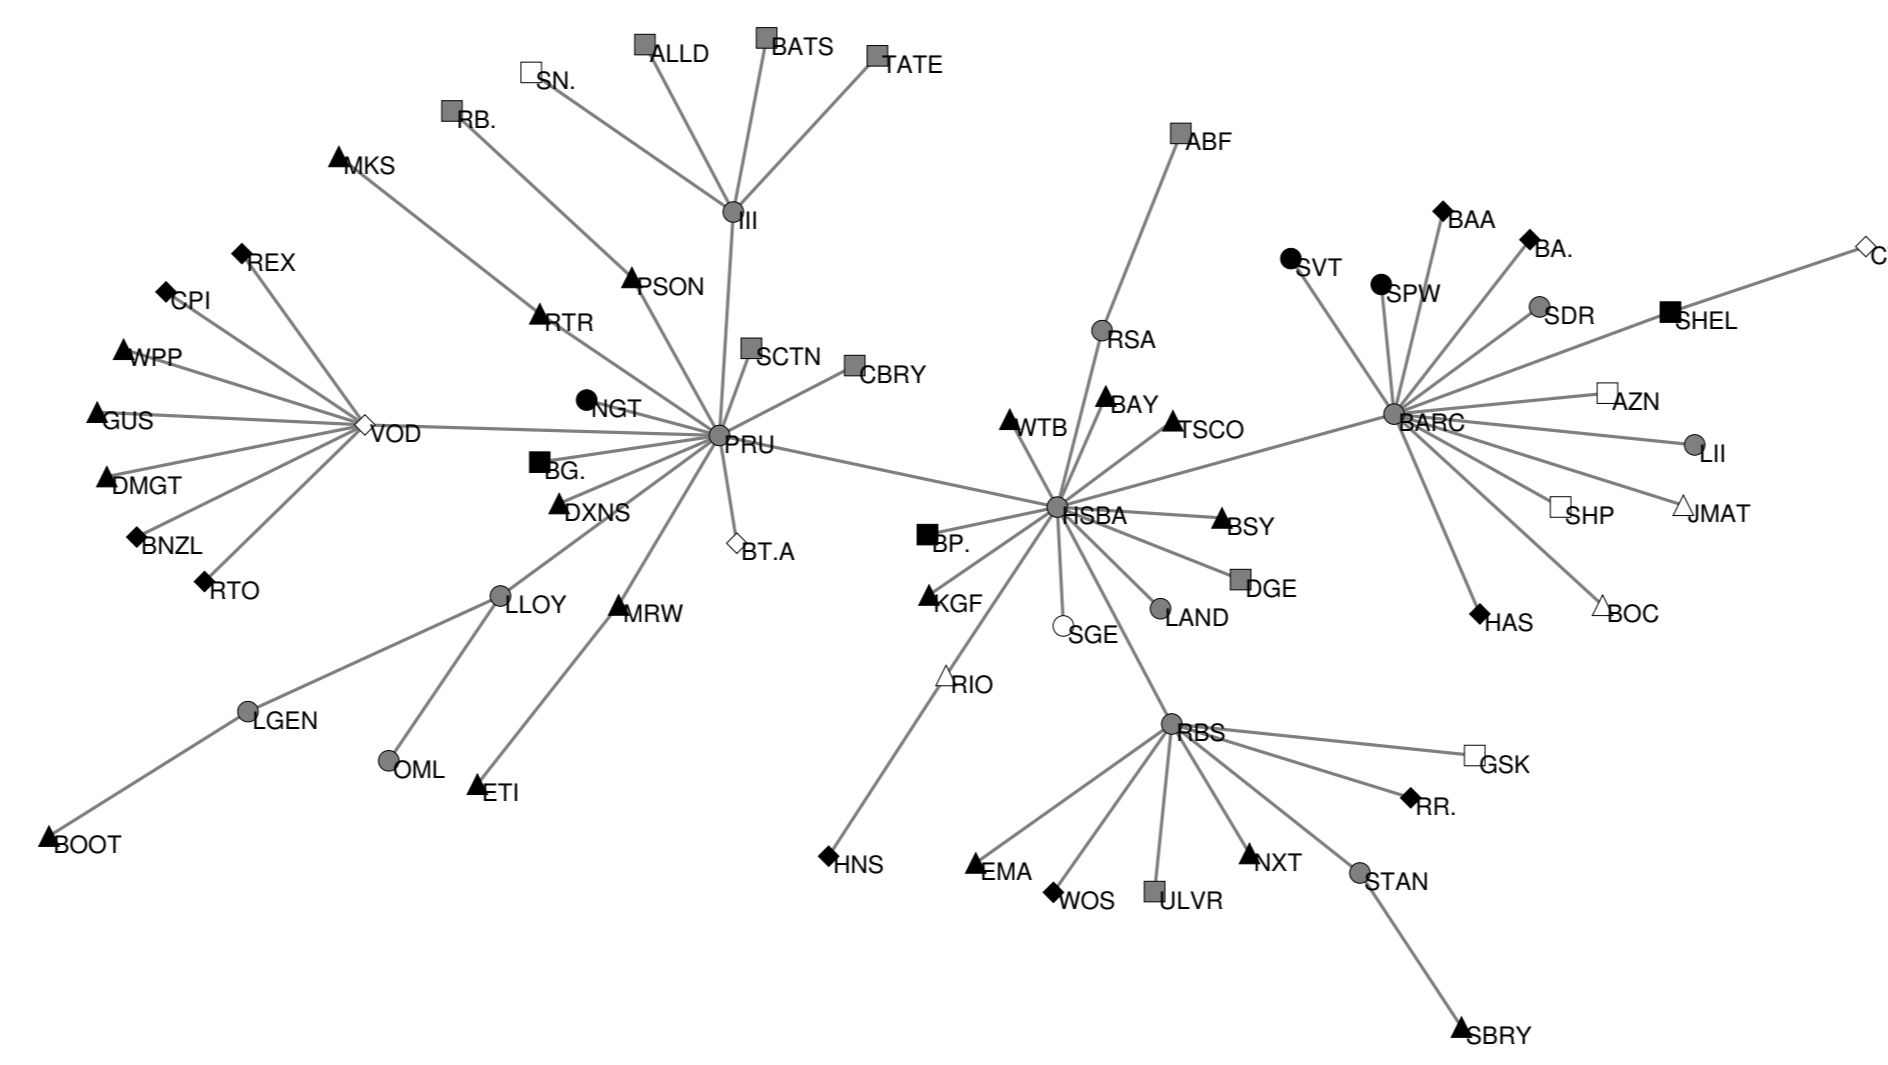 BATS
ALLD
TATE
SN.
RB.
ABF
MKS
III
BAA
BA.
C
REX
SVT
PSON
SPW
CPI
SDR
SHEL
RTR
RSA
WPP
SCTN
CBRY
AZN
BAY
NGT
GUS
BARC
WTB
TSCO
VOD
PRU
LII
BG.
DMGT
DXNS
HSBA
SHP
JMAT
BSY
BNZL
BP.
BT.A
DGE
RTO
LLOY
KGF
MRW
BOC
LAND
HAS
SGE
RIO
LGEN
RBS
GSK
OML
ETI
RR.
BOOT
NXT
HNS
EMA
STAN
WOS
ULVR
SBRY